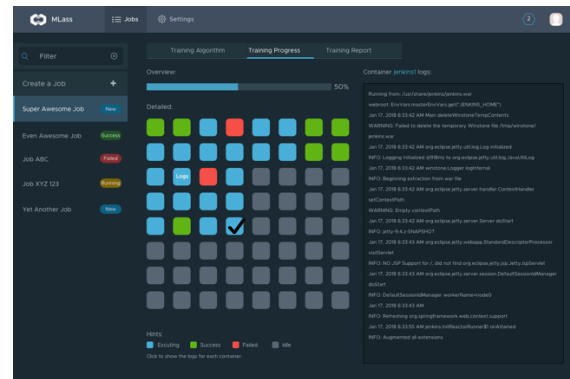 MLass
Jobs
Settings
2
Filter
Create a Job +
Super Awesome Job New
Even Awesome Job Success
Job ABC Failed
Job XYZ 123 Running
Yet Another Job New
Training Algorithm Training Progress Training Report
Overview:
50%
Detailed:
Logs
Hints:
Excuting Success Failed Idle
Click to show the logs for each container.
Container jenkins1 logs:
Running from: /usr/share/jenkins/jenkins.war
webroot: EnvVars.masterEnvVars.get("JENKINS_HOME")
Jan 17, 2018 6:33:42 AM Main deleteWinstoneTempContents
WARNING: Failed to delete the temporary Winstone file /tmp/winstone/
jenkins.war
Jan 17, 2018 6:33:42 AM org.eclipse.jetty.util.log.Log initialized
INFO: Logging initialized @1918ms to org.eclipse.jetty.util.log.JavaUtilLog
Jan 17, 2018 6:33:42 AM winstone.Logger logInternal
INFO: Beginning extraction from war file
Jan 17, 2018 6:33:42 AM org.eclipse.jetty.server.handler.ContextHandler
setContextPath
WARNING: Empty contextPath
Jan 17, 2018 6:33:42 AM org.eclipse.jetty.server.Server doStart
INFO: jetty-9.4.z-SNAPSHOT
Jan 17, 2018 6:33:43 AM org.eclipse.jetty.webapp.StandardDescriptorProcessor
visitServlet
INFO: NO JSP Support for /, did not find org.eclipse.jetty.jsp.JettyJspServlet
Jan 17, 2018 6:33:43 AM org.eclipse.jetty.server.session.DefaultSessionIdManager
doStart
INFO: DefaultSessionIdManager workerName=node0
Jan 17, 2018 6:33:43 AM
INFO: Refreshing org.springframework.web.context.support
Jan 17, 2018 6:33:55 AM jenkins.InitReactorRunner$1 onAttained
INFO: Augmented all extensions